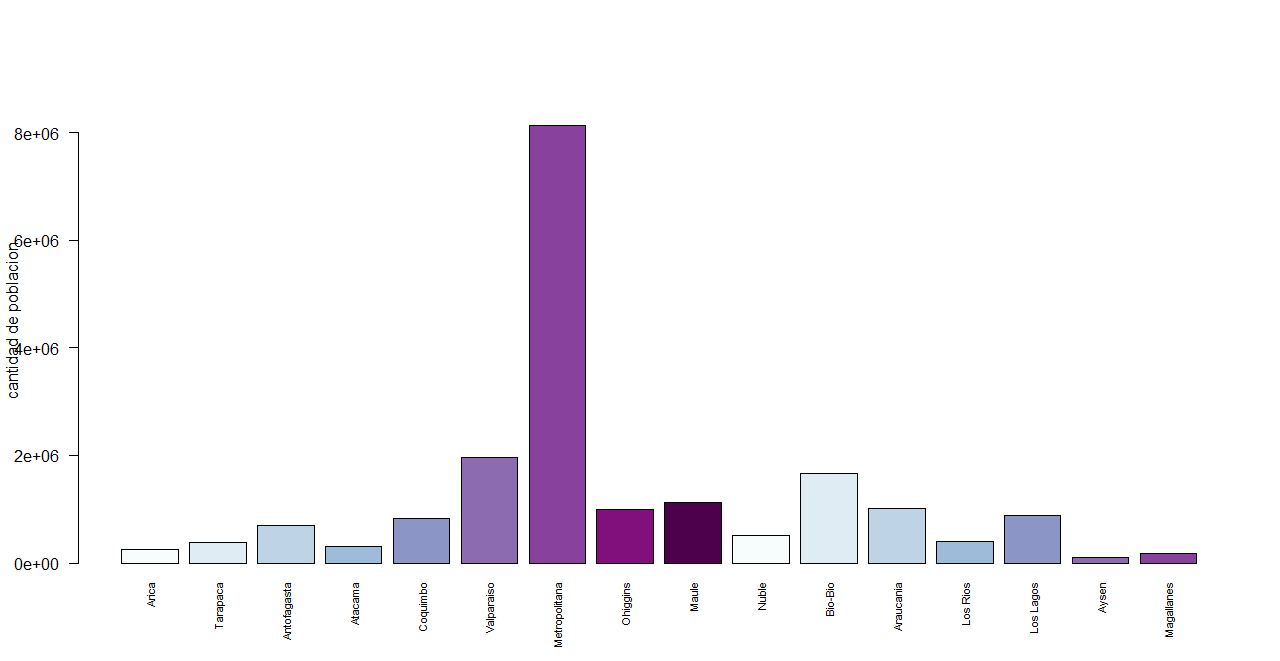 cantidad de poblacion
8e+06
6e+06
4e+06
2e+06
0e+00
Arica
Tarapaca
Antofagasta
Atacama
Coquimbo
Valparaiso
Metropolitana
Ohiggins
Maule
Nuble
Bio-Bio
Araucania
Los Rios
Los Lagos
Aysen
Magallanes